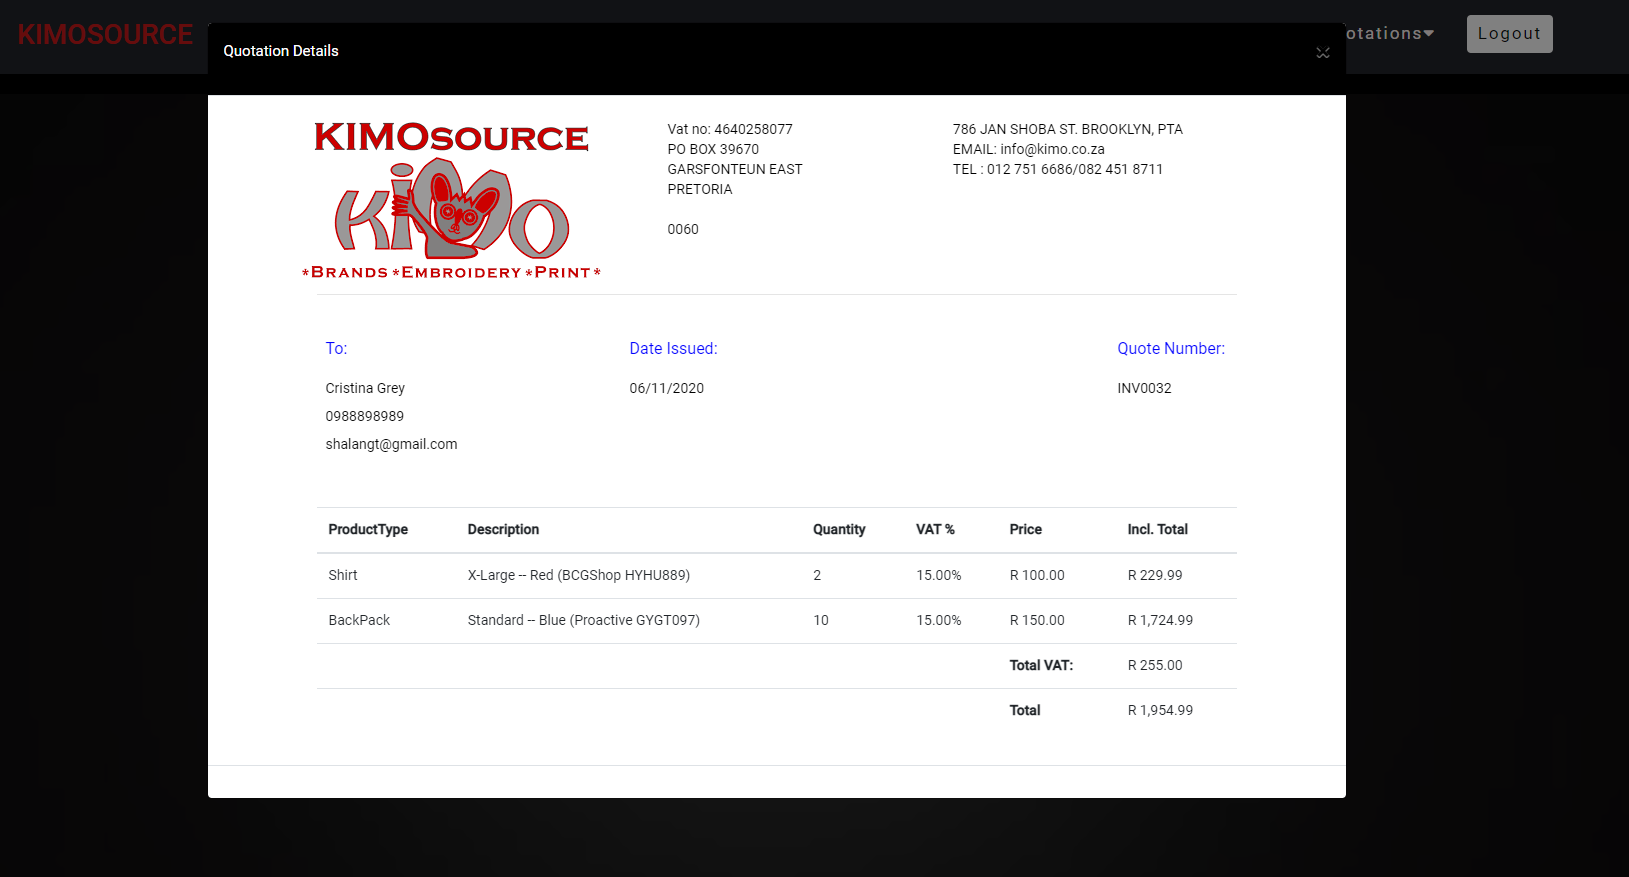 KIMOSOURCE
otations
Logout
Quotation Details
KIMOSOURCE
KiMO
*BRANDS *EMBROIDERY *PRINT*
Vat no: 4640258077
PO BOX 39670
GARSFONTEUN EAST
PRETORIA
0060
786 JAN SHOBA ST. BROOKLYN, PTA
EMAIL: info@kimo.co.za
TEL : 012 751 6686/082 451 8711
To:
Cristina Grey
0988898989
shalangt@gmail.com
Date Issued:
06/11/2020
Quote Number:
INV0032
ProductType Description Quantity VAT % Price Incl. Total
Shirt X-Large -- Red (BCGShop HYHU889) 2 15.00% R 100.00 R 229.99
BackPack Standard -- Blue (Proactive GYGT097) 10 15.00% R 150.00 R 1,724.99
Total VAT: R 255.00
Total R 1,954.99